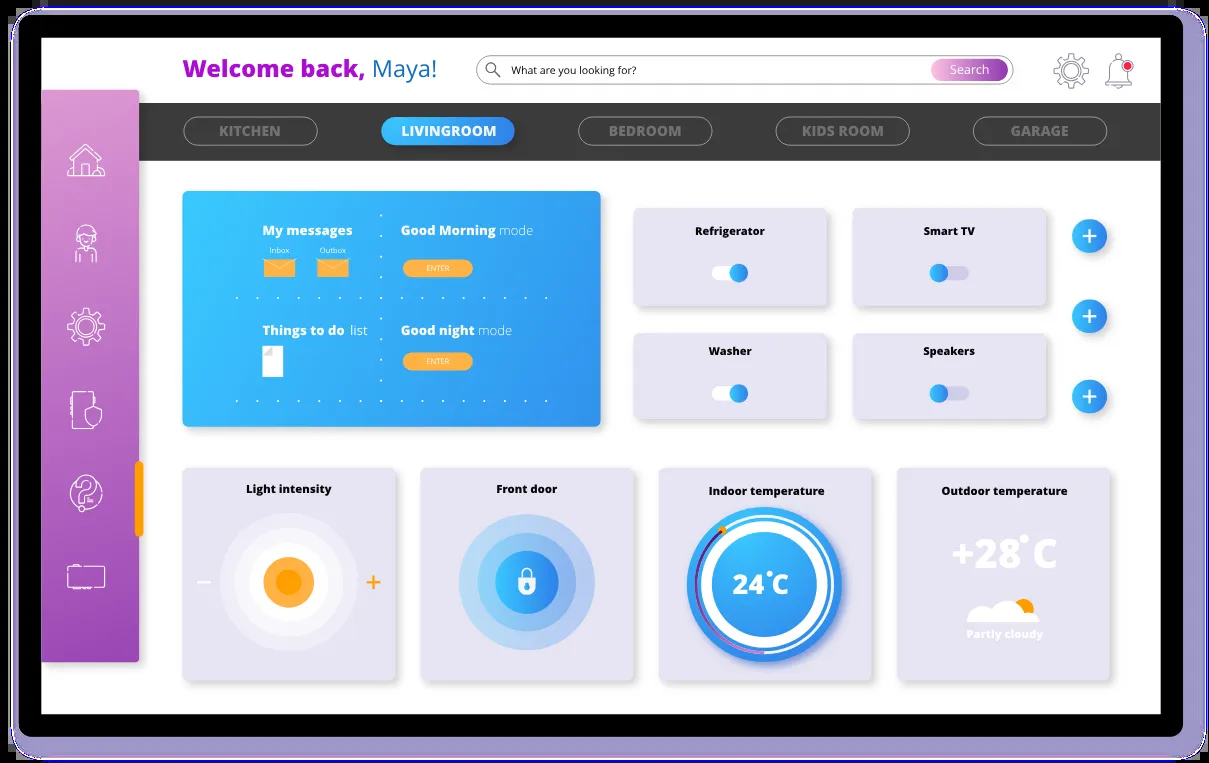 Welcome back, Maya!
What are you looking for?
Search
KITCHEN
LIVINGROOM
BEDROOM
KIDS ROOM
GARAGE
My messages
Inbox
Outbox
Good Morning mode
ENTER
Things to do list
Good night mode
ENTER
Refrigerator
Smart TV
Washer
Speakers
Light intensity
Front door
Indoor temperature
24°C
Outdoor temperature
+28°C
Partly cloudy